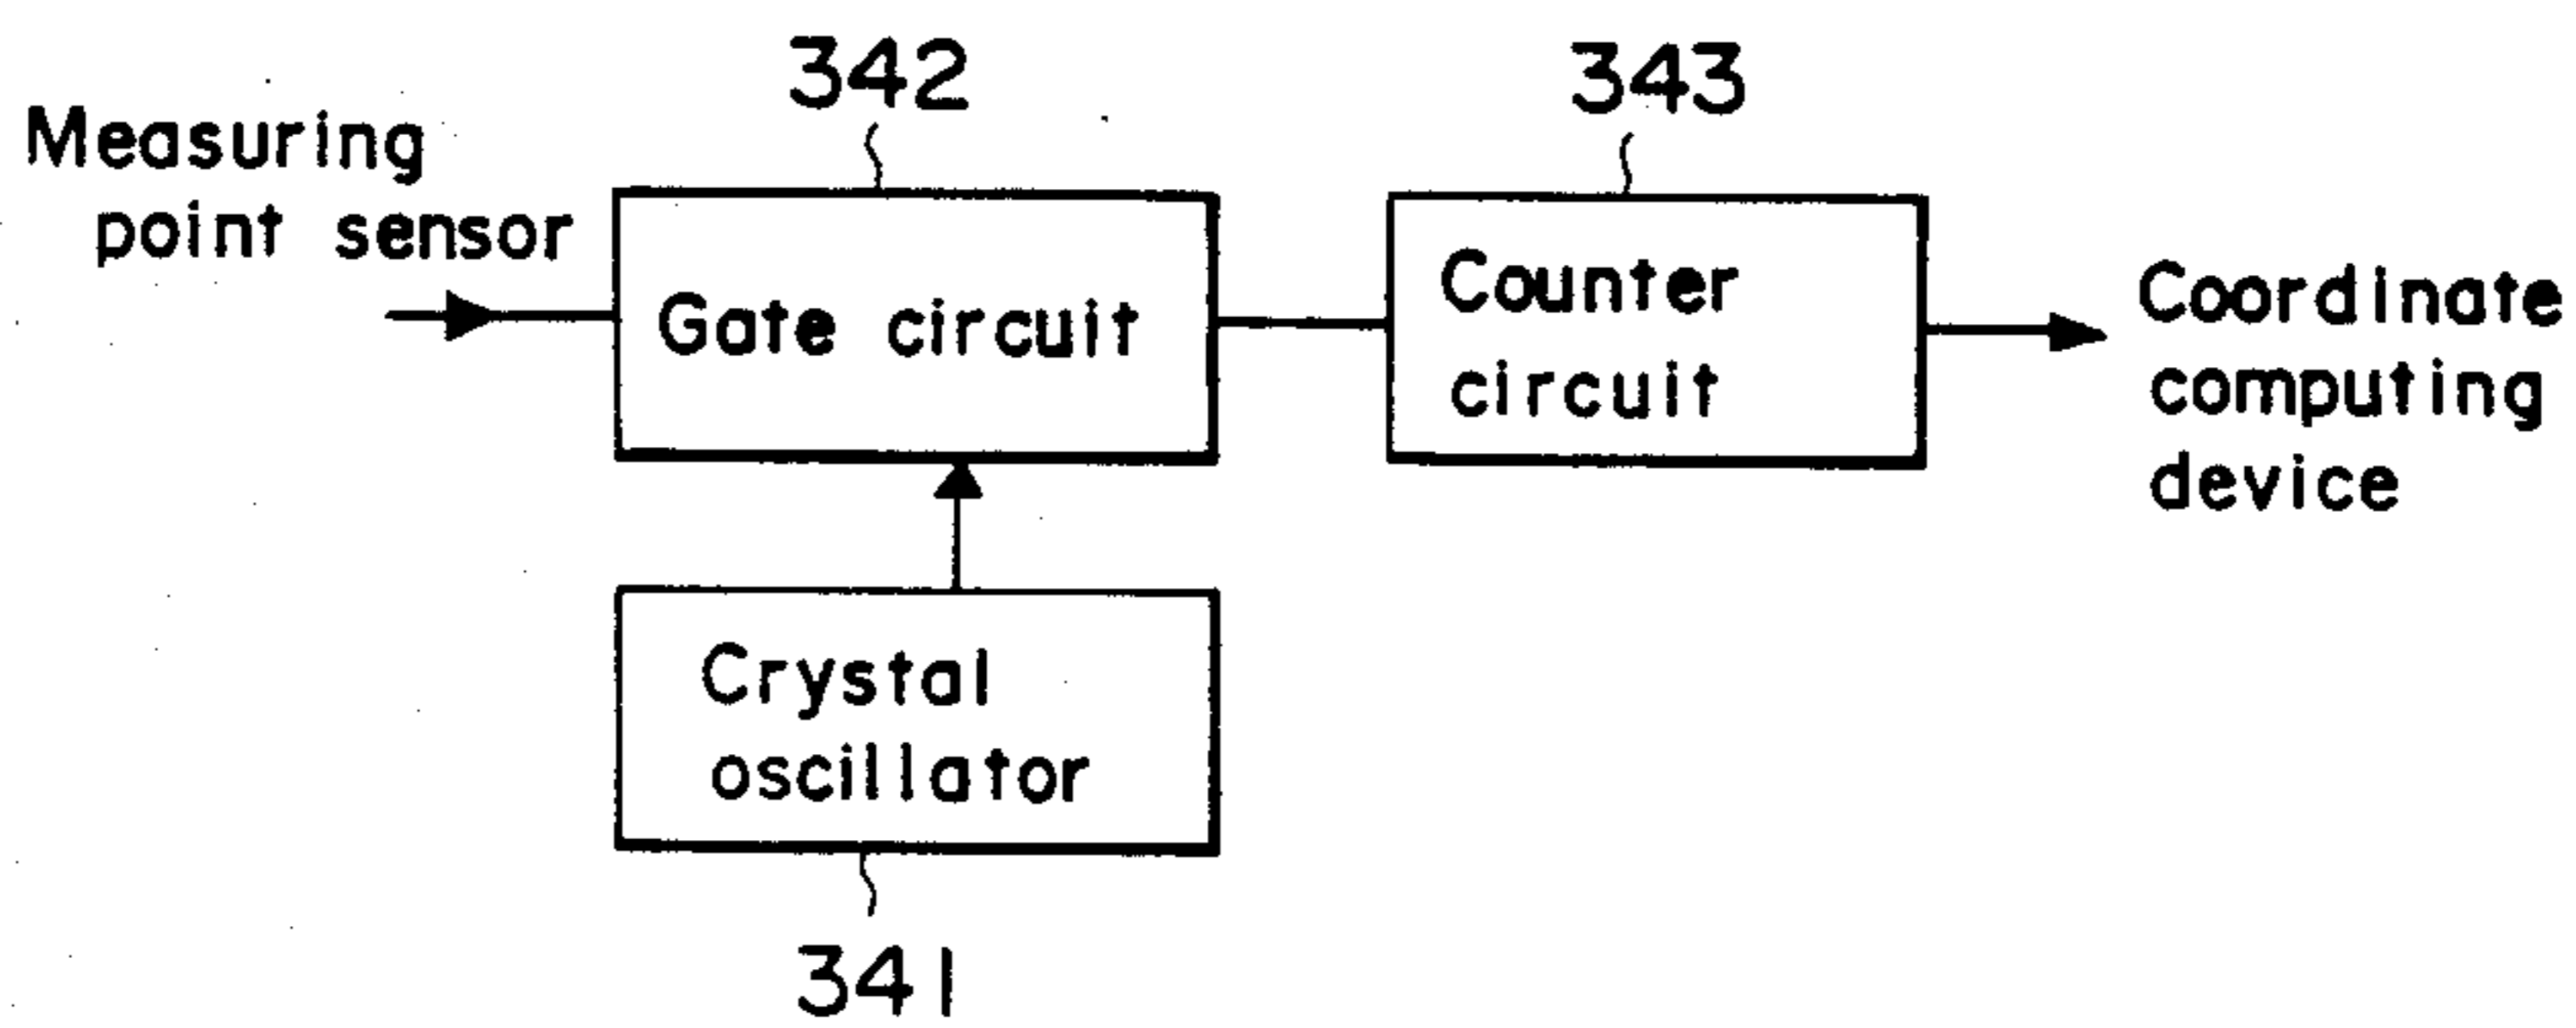 342
343
Measuring
point sensor
Gate circuit
Counter
circuit
Coordinate
computing
device
Crystal
oscillator
341